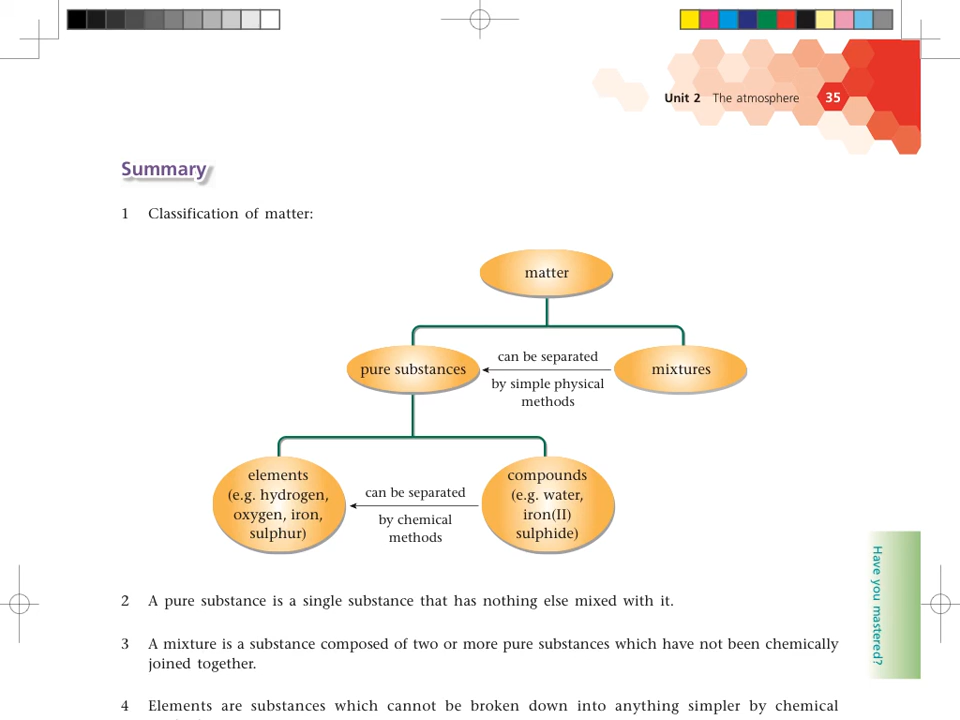 Unit 2 The atmosphere 35
Summary
1 Classification of matter:
matter
pure substances
can be separated
by simple physical
methods
mixtures
elements
(e.g. hydrogen,
oxygen, iron,
sulphur)
can be separated
by chemical
methods
compounds
(e.g. water,
iron(II)
sulphide)
2 A pure substance is a single substance that has nothing else mixed with it.
3 A mixture is a substance composed of two or more pure substances which have not been chemically
joined together.
4 Elements are substances which cannot be broken down into anything simpler by chemical
Have you mastered?